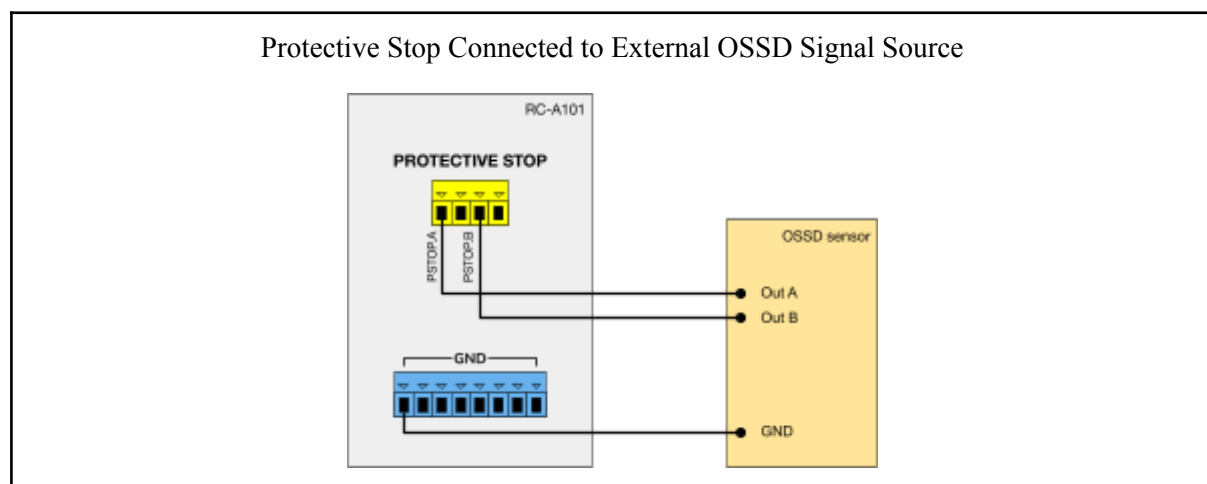 Protective Stop Connected to External OSSD Signal Source
RC-A101
PROTECTIVE STOP
PSTOP.A
PSTOP.B
OSSD sensor
Out A
Out B
GND
GND